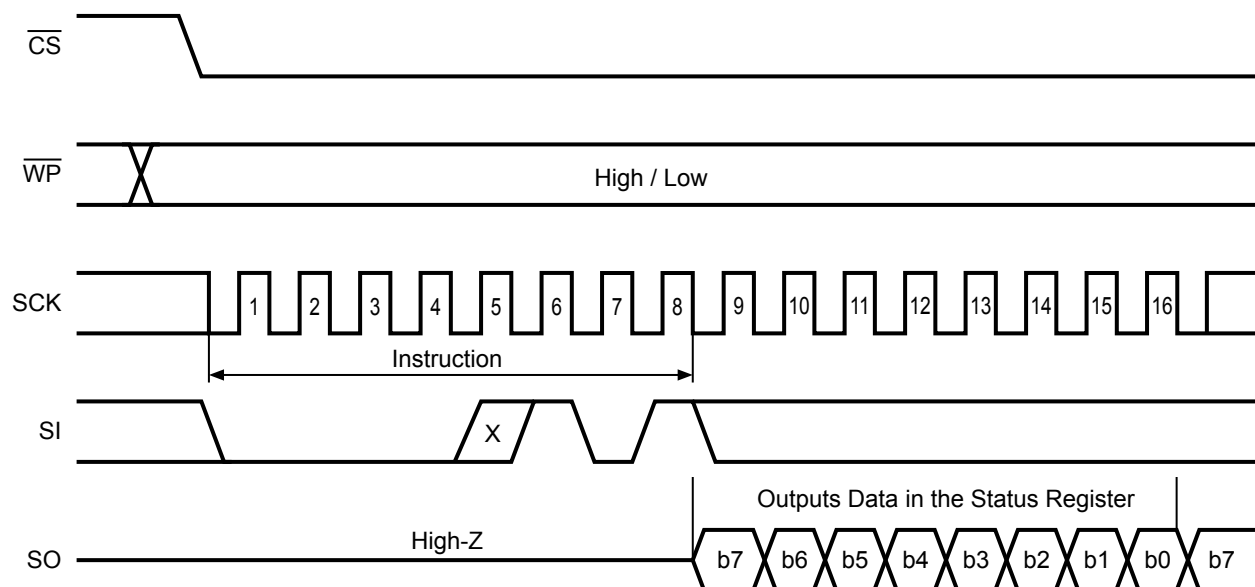 CS
WP
High / Low
SCK
1 2 3 4 5 6 7 8 9 10 11 12 13 14 15 16
Instruction
SI
X
Outputs Data in the Status Register
High-Z
SO
b7 b6 b5 b4 b3 b2 b1 b0 b7